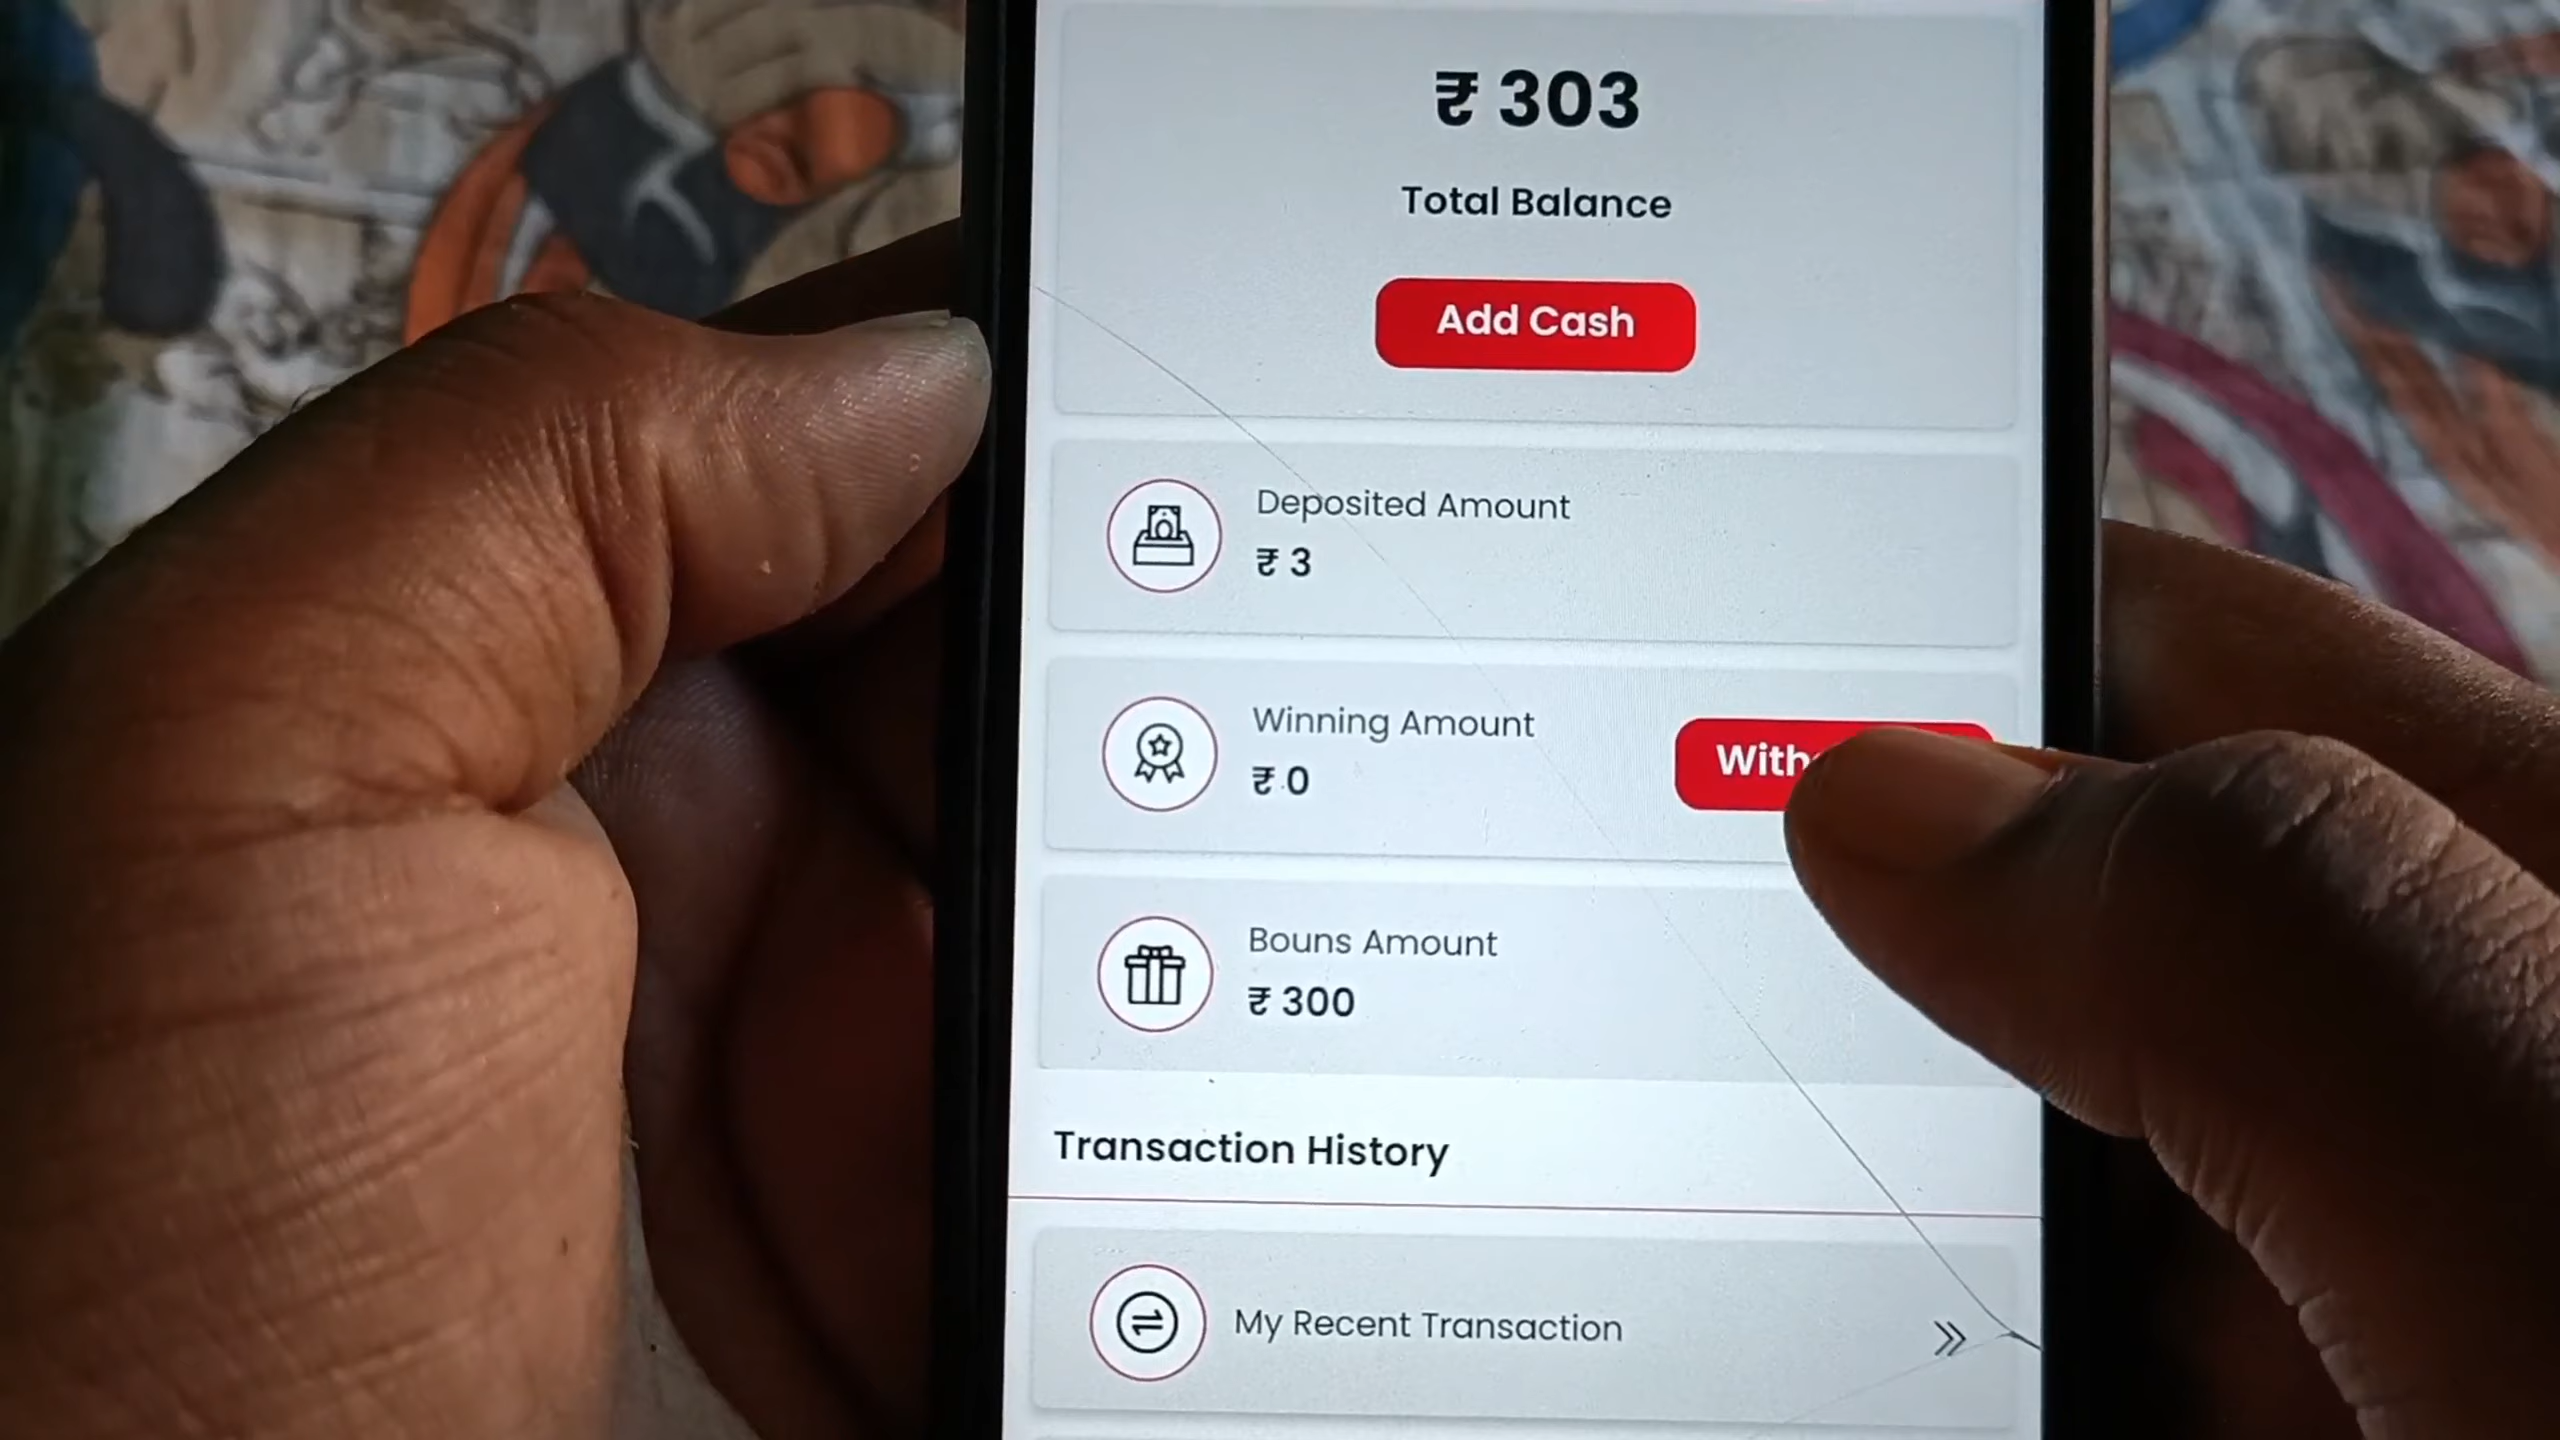 ₹ 303
Total Balance
Add Cash
Deposited Amount
₹ 3
Winning Amount
₹ 0
Bouns Amount
₹ 300
Transaction History
My Recent Transaction